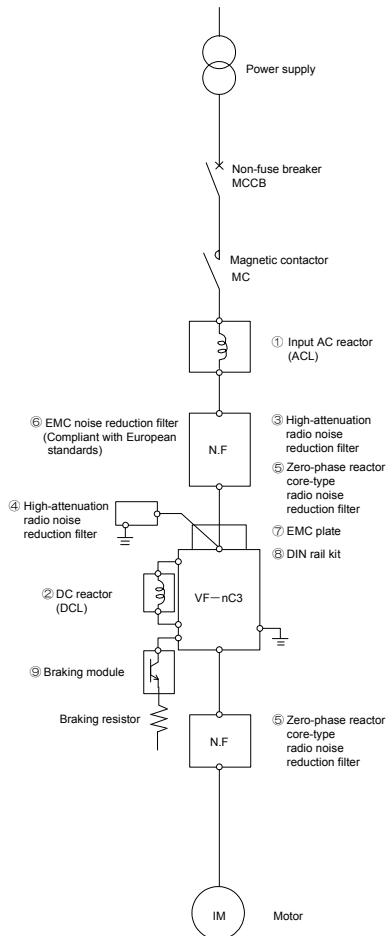 Power supply
Non-fuse breaker
MCCB
Magnetic contactor
MC
① Input AC reactor
(ACL)
⑥ EMC noise reduction filter
(Compliant with European
standards)
N.F
③ High-attenuation
radio noise
reduction filter
⑤ Zero-phase reactor
core-type
radio noise
reduction filter
④ High-attenuation
radio noise
reduction filter
⑦ EMC plate
⑧ DIN rail kit
② DC reactor
(DCL)
VF－nC3
⑨ Braking module
Braking resistor
N.F
⑤ Zero-phase reactor
core-type
radio noise
reduction filter
IM
Motor